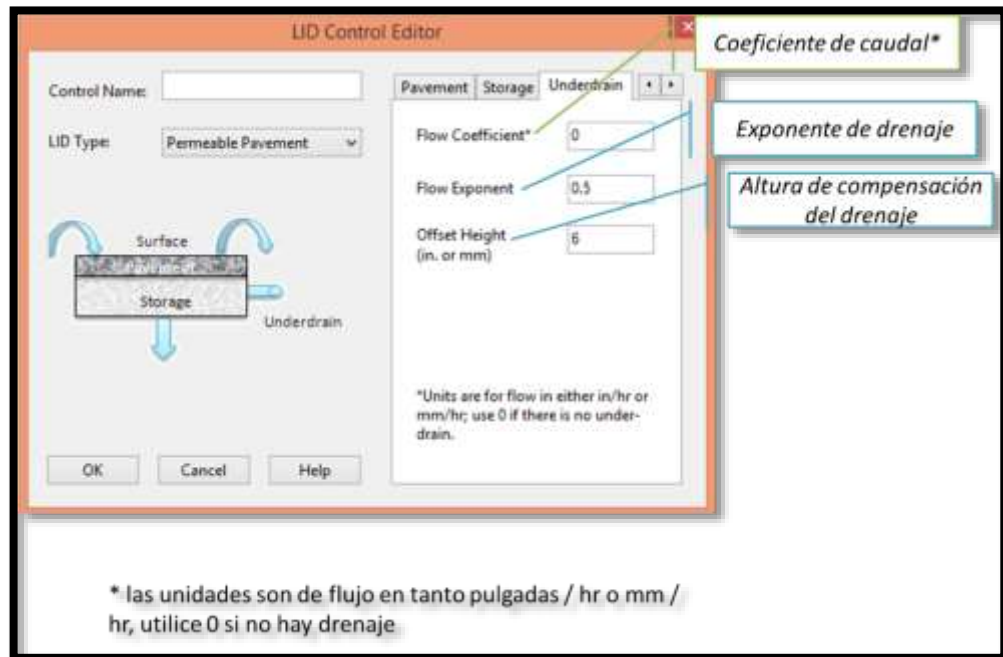 LID Control Editor
Control Name:
LID Type:
Permeable Pavement
Surface
Storage
Underdrain
OK
Cancel
Help
Pavement
Storage
Underdrain
Flow Coefficient*
0
Flow Exponent
0.5
Offset Height
(in. or mm)
6
*Units are for flow in either in/hr or
mm/hr; use 0 if there is no under-
drain.
Coeficiente de caudal*
Exponente de drenaje
Altura de compensación
del drenaje
* las unidades son de flujo en tanto pulgadas / hr o mm /
hr, utilice 0 si no hay drenaje